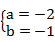 {a = −2
b = −1